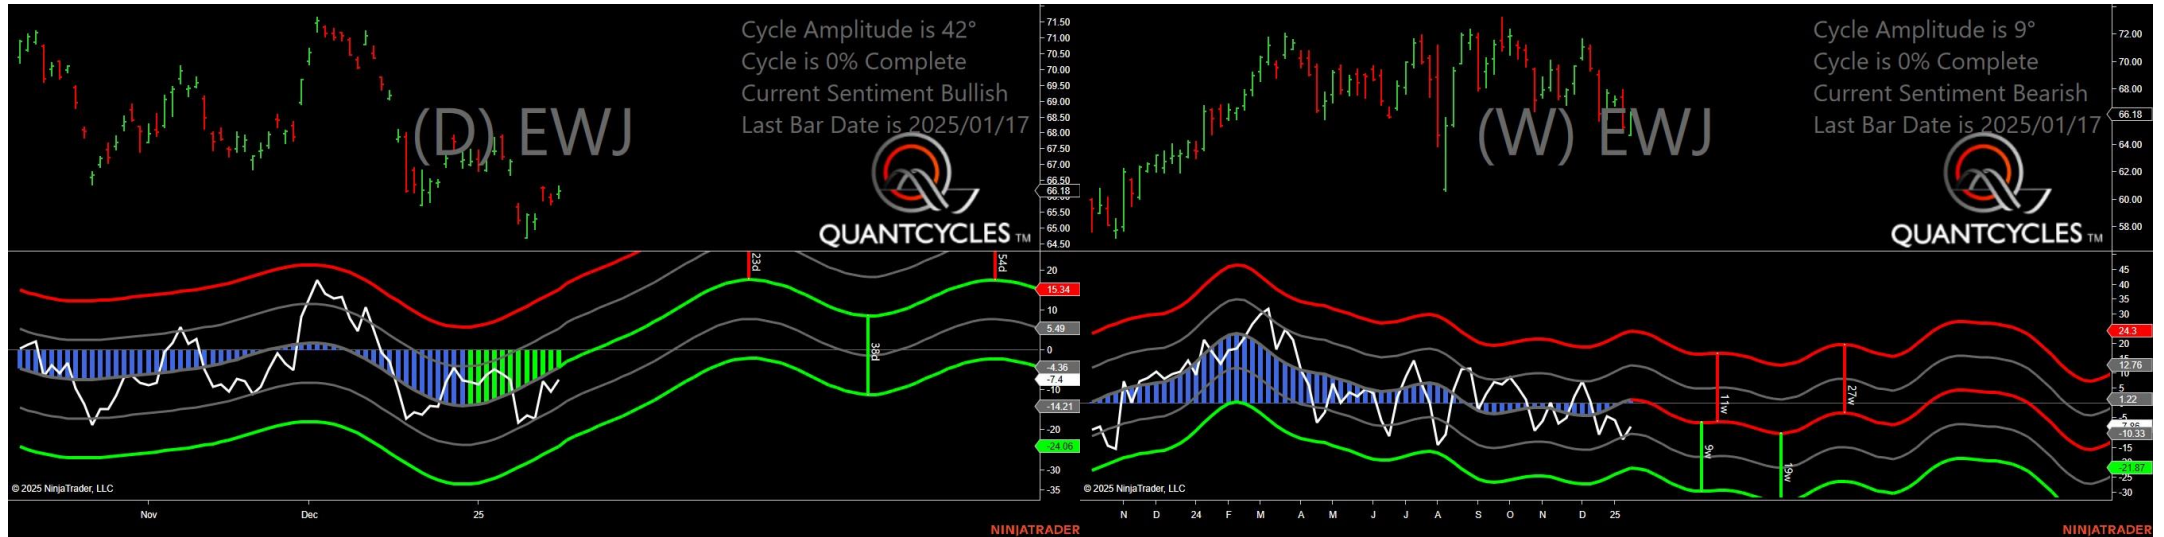 Cycle Amplitude is 42°
Cycle is 0% Complete
Current Sentiment Bullish
Last Bar Date is 2025/01/17
(D) EWJ
QUANTCYCLES TM
71.50
71.00
70.50
70.00
69.50
69.00
68.50
68.00
67.50
67.00
66.50
66.18
65.50
65.00
64.50
23d
54d
38d
20
15.34
10
5.49
0
-4.36
-7.4
-10
-14.21
-20
-24.06
-30
-35
© 2025 NinjaTrader, LLC
Nov
Dec
25
NINJATRADER
Cycle Amplitude is 9°
Cycle is 0% Complete
Current Sentiment Bearish
Last Bar Date is 2025/01/17
(W) EWJ
QUANTCYCLES TM
72.00
70.00
68.00
66.18
64.00
62.00
60.00
58.00
11w
27w
9w
19w
45
40
35
30
24.3
20
12.76
5
1.22
-10.33
-15
-21.87
-25
-30
© 2025 NinjaTrader, LLC
N
D
24
F
M
A
M
J
J
A
S
O
N
D
25
NINJATRADER